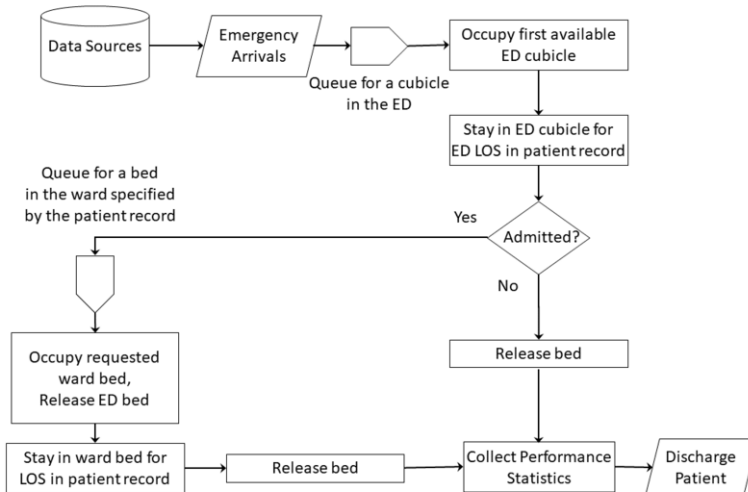 Data Sources
Emergency
Arrivals
Queue for a cubicle
in the ED
Occupy first available
ED cubicle
Stay in ED cubicle for
ED LOS in patient record
Queue for a bed
in the ward specified
by the patient record
Yes
Admitted?
No
Occupy requested
ward bed,
Release ED bed
Release bed
Stay in ward bed for
LOS in patient record
Release bed
Collect Performance
Statistics
Discharge
Patient